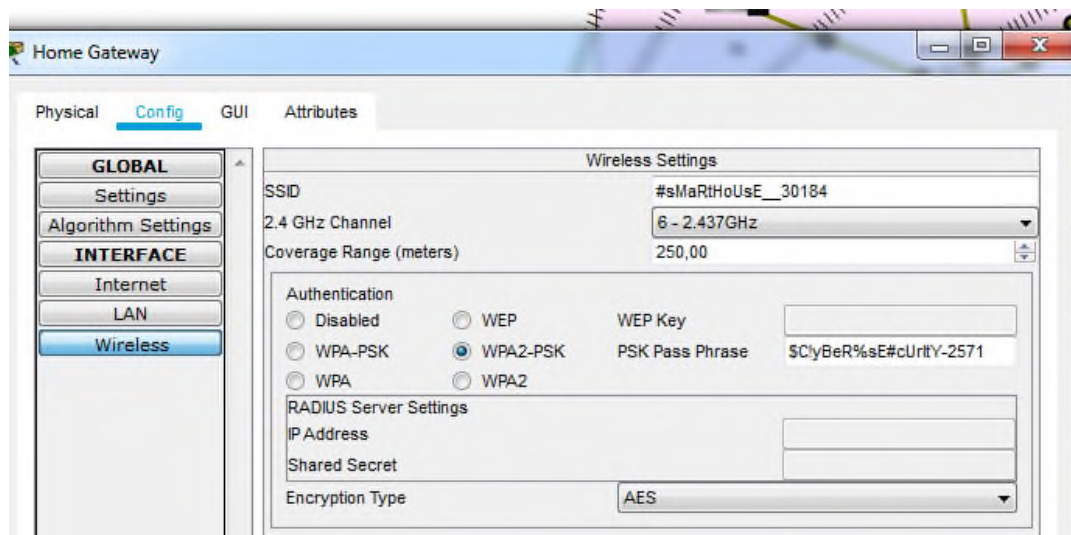 Home Gateway
Physical Config GUI Attributes
GLOBAL
Settings
Algorithm Settings
INTERFACE
Internet
LAN
Wireless
Wireless Settings
SSID #sMaRtHoUsE__30184
2.4 GHz Channel 6 - 2.437GHz
Coverage Range (meters) 250,00
Authentication
Disabled WEP WEP Key
WPA-PSK WPA2-PSK PSK Pass Phrase $C!yBeR%sE#cUrItY-2571
WPA WPA2
RADIUS Server Settings
IP Address
Shared Secret
Encryption Type AES